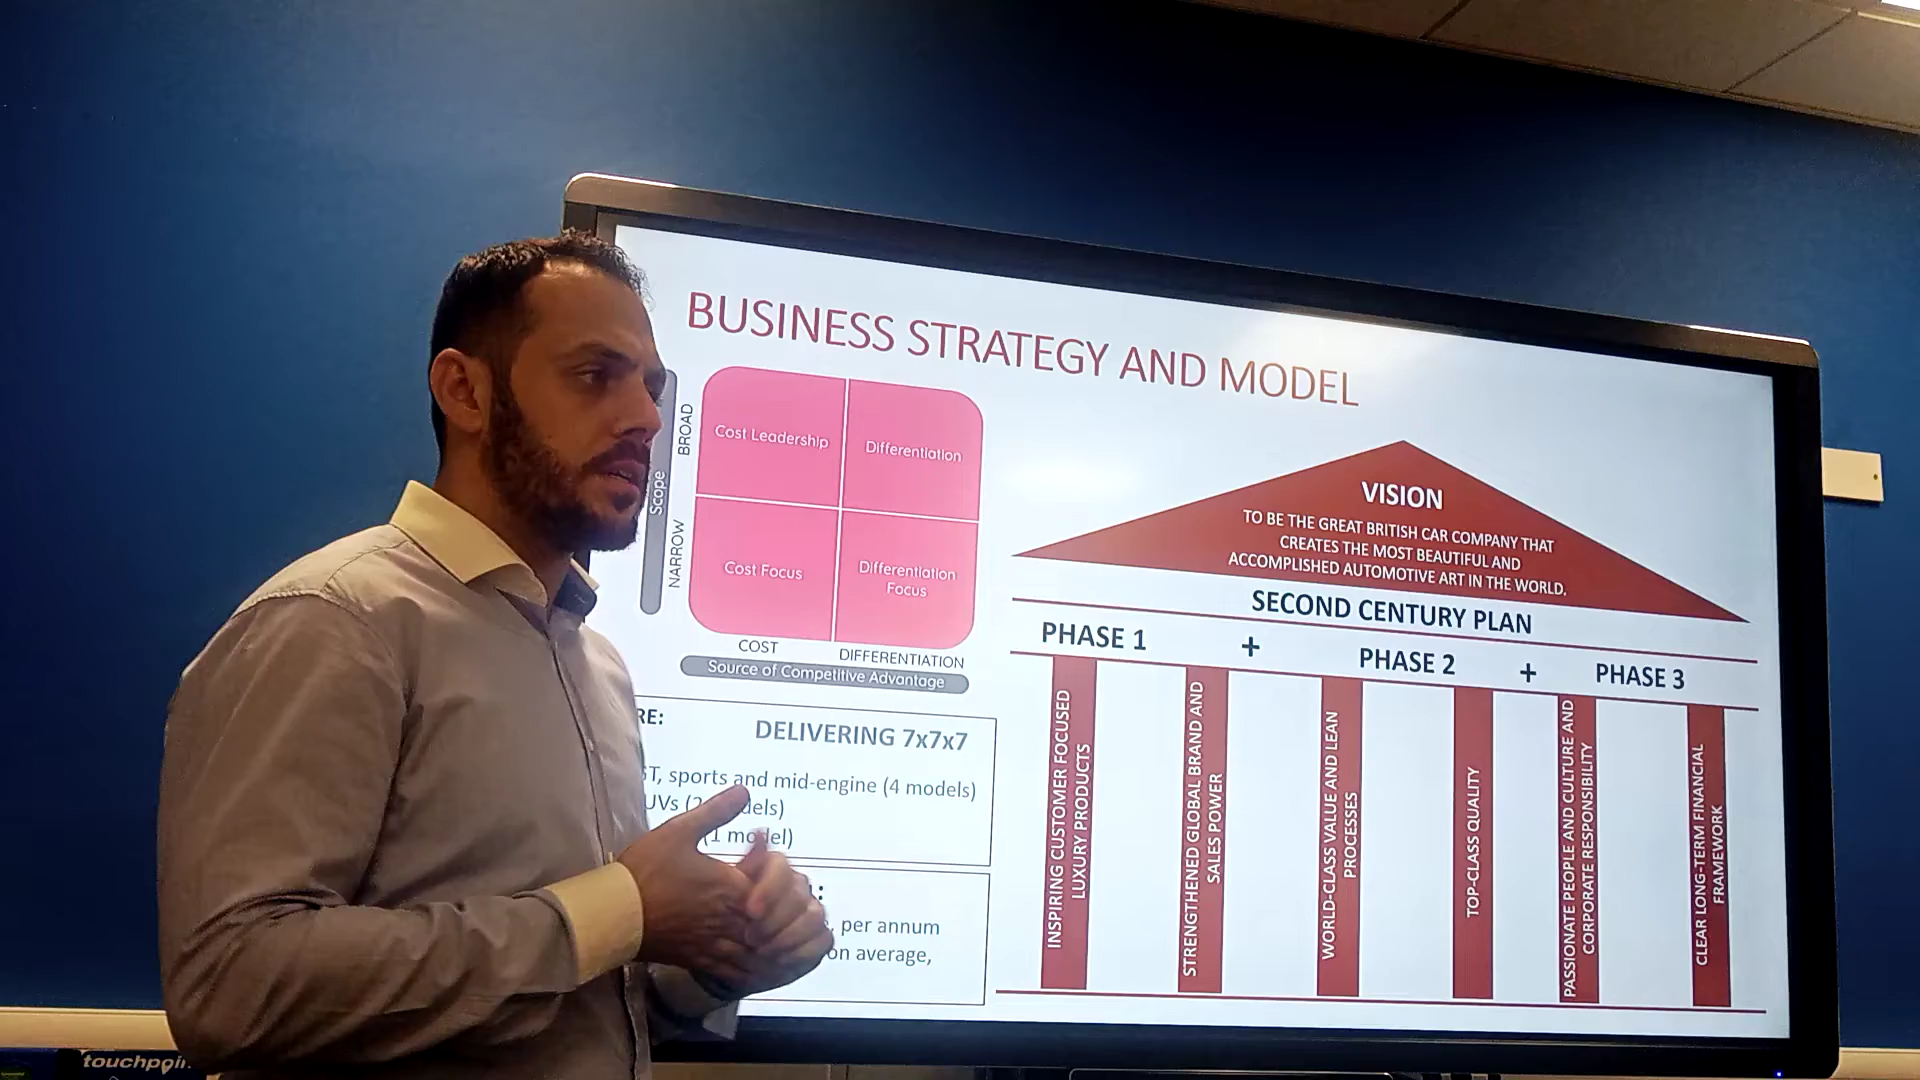 BUSINESS STRATEGY AND MODEL
Scope
BROAD
NARROW
Cost Leadership
Differentiation
Cost Focus
Differentiation
Focus
COST
DIFFERENTIATION
Source of Competitive Advantage
DELIVERING 7x7x7
sports and mid-engine (4 models)
(1 model)
per annum
on average,
VISION
TO BE THE GREAT BRITISH CAR COMPANY THAT
CREATES THE MOST BEAUTIFUL AND
ACCOMPLISHED AUTOMOTIVE ART IN THE WORLD.
SECOND CENTURY PLAN
PHASE 1 + PHASE 2 + PHASE 3
INSPIRING CUSTOMER FOCUSED
LUXURY PRODUCTS
STRENGTHENED GLOBAL BRAND AND
SALES POWER
WORLD-CLASS VALUE AND LEAN
PROCESSES
TOP-CLASS QUALITY
PASSIONATE PEOPLE AND CULTURE AND
CORPORATE RESPONSIBILITY
CLEAR LONG-TERM FINANCIAL
FRAMEWORK